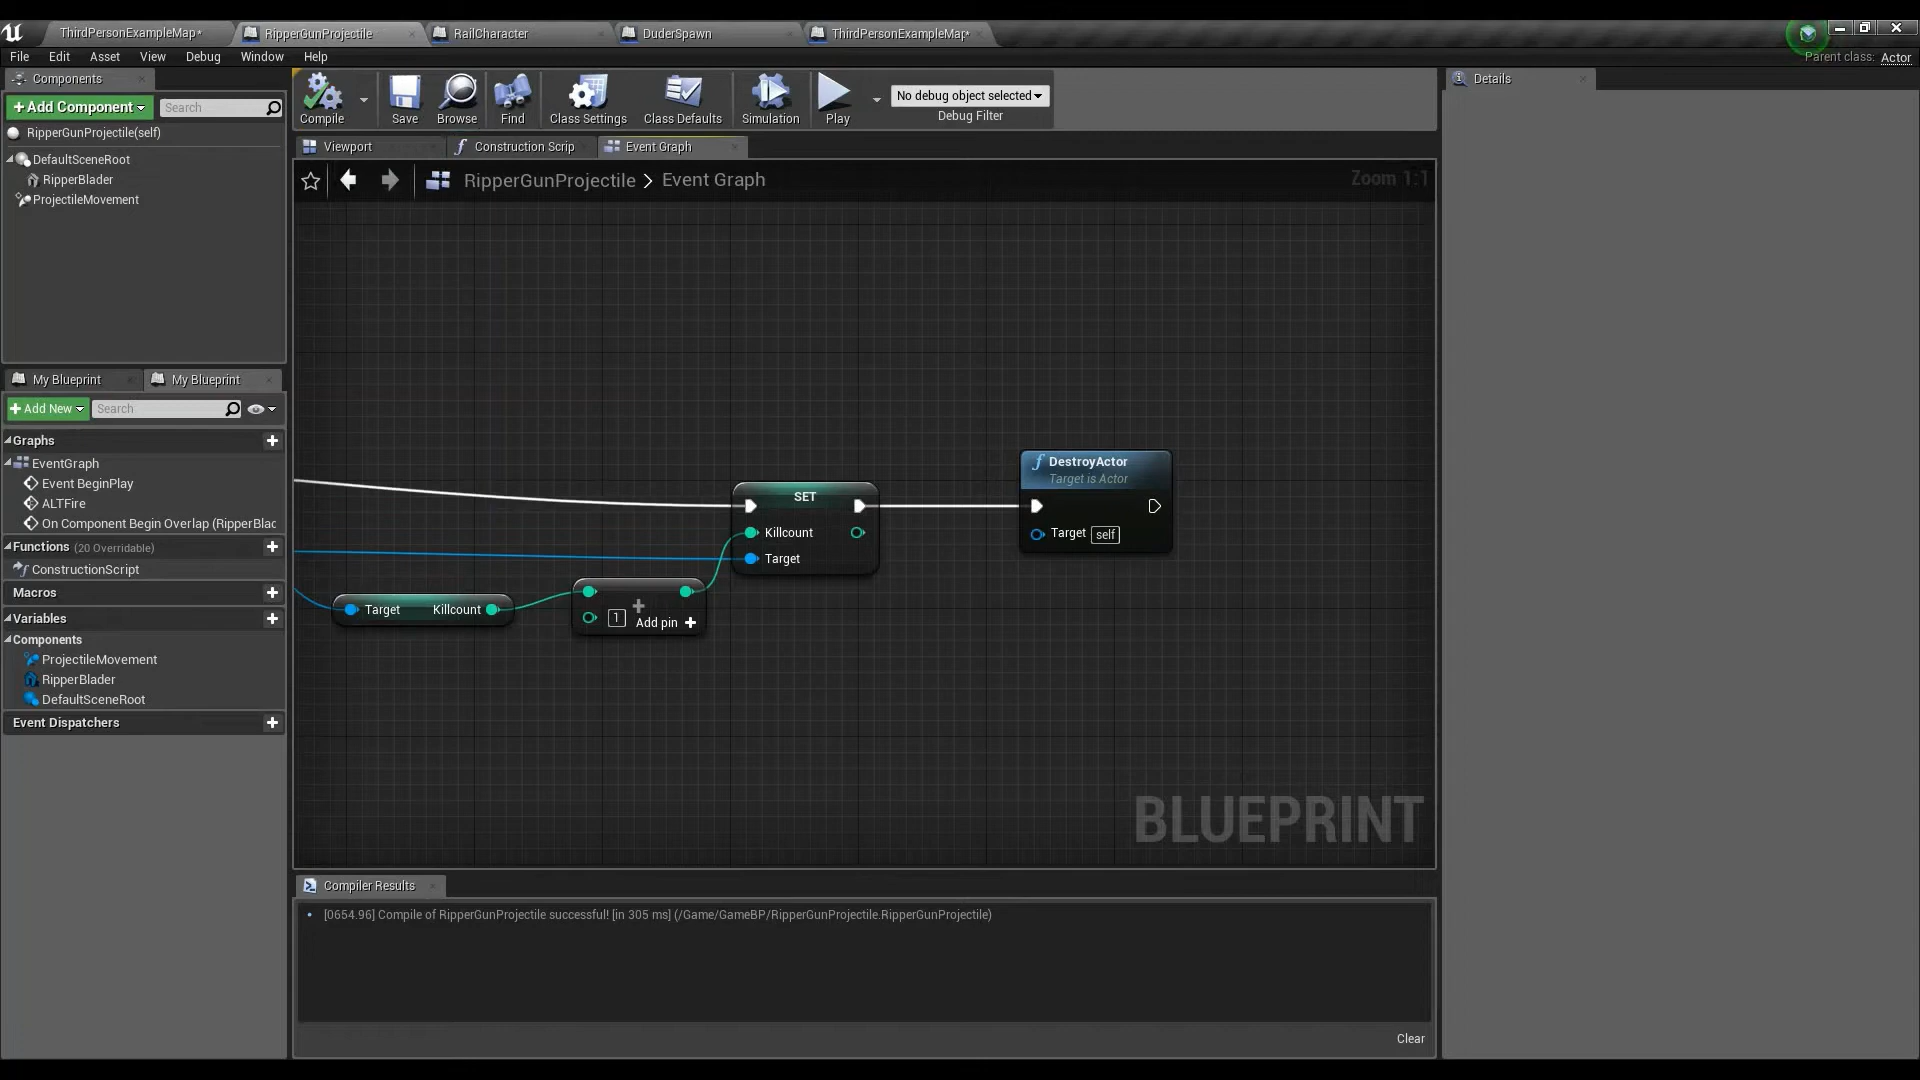 ThirdPersonExampleMap*
RipperGunProjectile
RailCharacter
DuderSpawn
ThirdPersonExampleMap*
File Edit Asset View Debug Window Help
Parent class: Actor
Components
+ Add Component
Search
RipperGunProjectile(self)
DefaultSceneRoot
RipperBlader
ProjectileMovement
Compile
Save
Browse
Find
Class Settings
Class Defaults
Simulation
Play
No debug object selected
Debug Filter
Details
Viewport
Construction Scrip
Event Graph
RipperGunProjectile > Event Graph
Zoom 1:1
My Blueprint
My Blueprint
+ Add New
Search
Graphs
EventGraph
Event BeginPlay
ALTFire
On Component Begin Overlap (RipperBlac
Functions (20 Overridable)
ConstructionScript
Macros
Variables
Components
ProjectileMovement
RipperBlader
DefaultSceneRoot
Event Dispatchers
DestroyActor
Target is Actor
Target self
SET
Killcount
Target
Target Killcount
1 Add pin +
BLUEPRINT
Compiler Results
[0654.96] Compile of RipperGunProjectile successful! [in 305 ms] (/Game/GameBP/RipperGunProjectile.RipperGunProjectile)
Clear